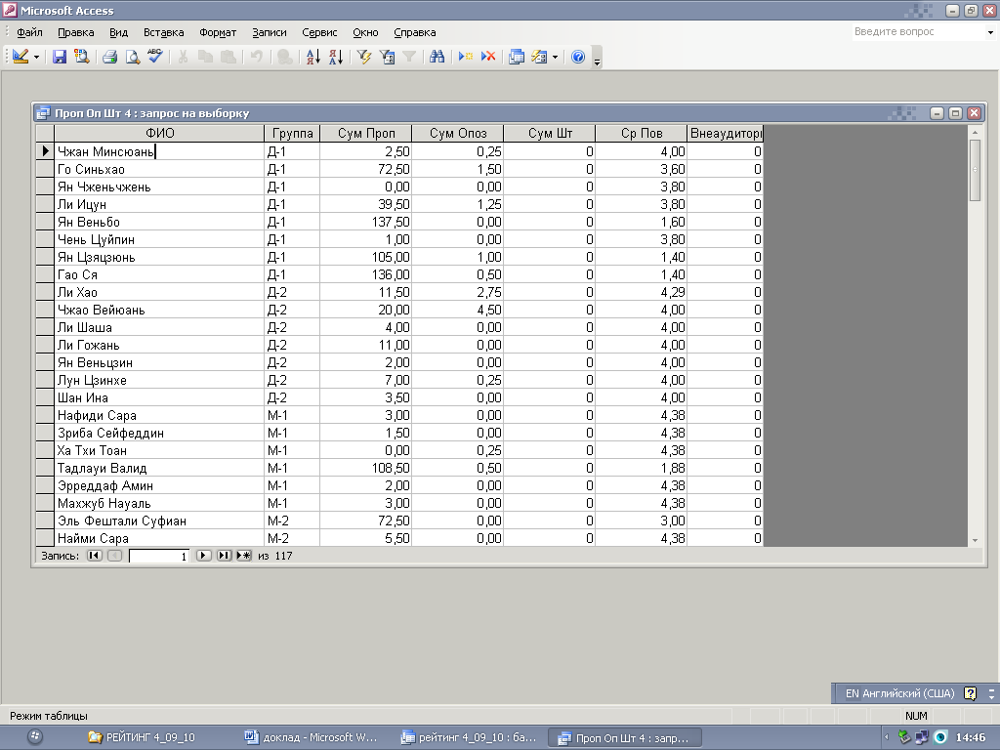 Microsoft Access
Файл Правка Вид Вставка Формат Записи Сервис Окно Справка Введите вопрос
Проп Оп Шт 4 : запрос на выборку
ФИО Группа Сум Проп Сум Опоз Сум Шт Ср Пов Внеаудиторн
Чжан Минсюань Д-1 2,50 0,25 0 4,00 0
Го Синьхао Д-1 72,50 1,50 0 3,60 0
Ян Чженьчжень Д-1 0,00 0,00 0 3,80 0
Ли Ицун Д-1 39,50 1,25 0 3,80 0
Ян Веньбо Д-1 137,50 0,00 0 1,60 0
Чень Цуйпин Д-1 1,00 0,00 0 3,80 0
Ян Цзяцзюнь Д-1 105,00 1,00 0 1,40 0
Гао Ся Д-1 136,00 0,50 0 1,40 0
Ли Хао Д-2 11,50 2,75 0 4,29 0
Чжао Вейюань Д-2 20,00 4,50 0 4,00 0
Ли Шаша Д-2 4,00 0,00 0 4,00 0
Ли Гожань Д-2 11,00 0,00 0 4,00 0
Ян Веньцзин Д-2 2,00 0,00 0 4,00 0
Лун Цзинхе Д-2 7,00 0,25 0 4,00 0
Шан Ина Д-2 3,50 0,00 0 4,00 0
Нафиди Сара М-1 3,00 0,00 0 4,38 0
Зриба Сейфеддин М-1 1,50 0,00 0 4,38 0
Ха Тхи Тоан М-1 0,00 0,25 0 4,38 0
Тадлауи Валид М-1 108,50 0,50 0 1,88 0
Эрреддаф Амин М-1 2,00 0,00 0 4,38 0
Махжуб Науаль М-1 3,00 0,00 0 4,38 0
Эль Фештали Суфиан М-2 72,50 0,00 0 3,00 0
Найми Сара М-2 5,50 0,00 0 4,38 0
Запись: 1 из 117
EN Английский (США)
Режим таблицы NUM
РЕЙТИНГ 4_09_10 доклад - Microsoft W... рейтинг 4_09_10 : ба... Проп Оп Шт 4 : запр... 14:46